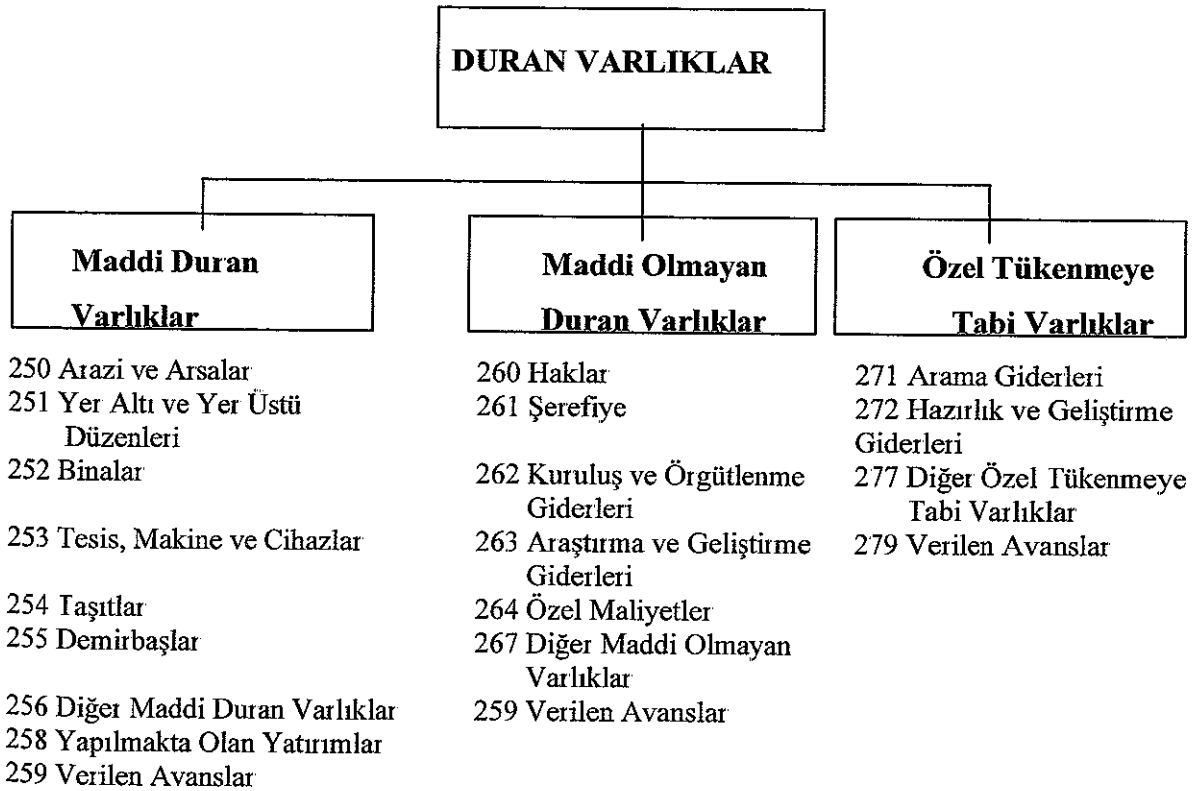 DURAN VARLIKLAR
Maddi Duran
Varlıklar
250 Arazi ve Arsalar
251 Yer Altı ve Yer Üstü
Düzenleri
252 Binalar
253 Tesis, Makine ve Cihazlar
254 Taşıtlar
255 Demirbaşlar
256 Diğer Maddi Duran Varlıklar
258 Yapılmakta Olan Yatırımlar
259 Verilen Avanslar
Maddi Olmayan
Duran Varlıklar
260 Haklar
261 Şerefiye
262 Kuruluş ve Örgütlenme
Giderleri
263 Araştırma ve Geliştirme
Giderleri
264 Özel Maliyetler
267 Diğer Maddi Olmayan
Varlıklar
259 Verilen Avanslar
Özel Tükenmeye
Tabi Varlıklar
271 Arama Giderleri
272 Hazırlık ve Geliştirme
Giderleri
277 Diğer Özel Tükenmeye
Tabi Varlıklar
279 Verilen Avanslar